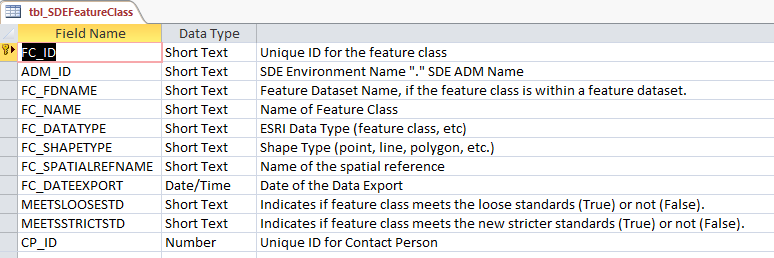 tbl_SDEFeatureClass
Field Name Data Type
FC_ID Short Text Unique ID for the feature class
ADM_ID Short Text SDE Environment Name "." SDE ADM Name
FC_FDNAME Short Text Feature Dataset Name, if the feature class is within a feature dataset.
FC_NAME Short Text Name of Feature Class
FC_DATATYPE Short Text ESRI Data Type (feature class, etc)
FC_SHAPETYPE Short Text Shape Type (point, line, polygon, etc.)
FC_SPATIALREFNAME Short Text Name of the spatial reference
FC_DATEEXPORT Date/Time Date of the Data Export
MEETSLOOSESTD Short Text Indicates if feature class meets the loose standards (True) or not (False).
MEETSSTRICTSTD Short Text Indicates if feature class meets the new stricter standards (True) or not (False).
CP_ID Number Unique ID for Contact Person